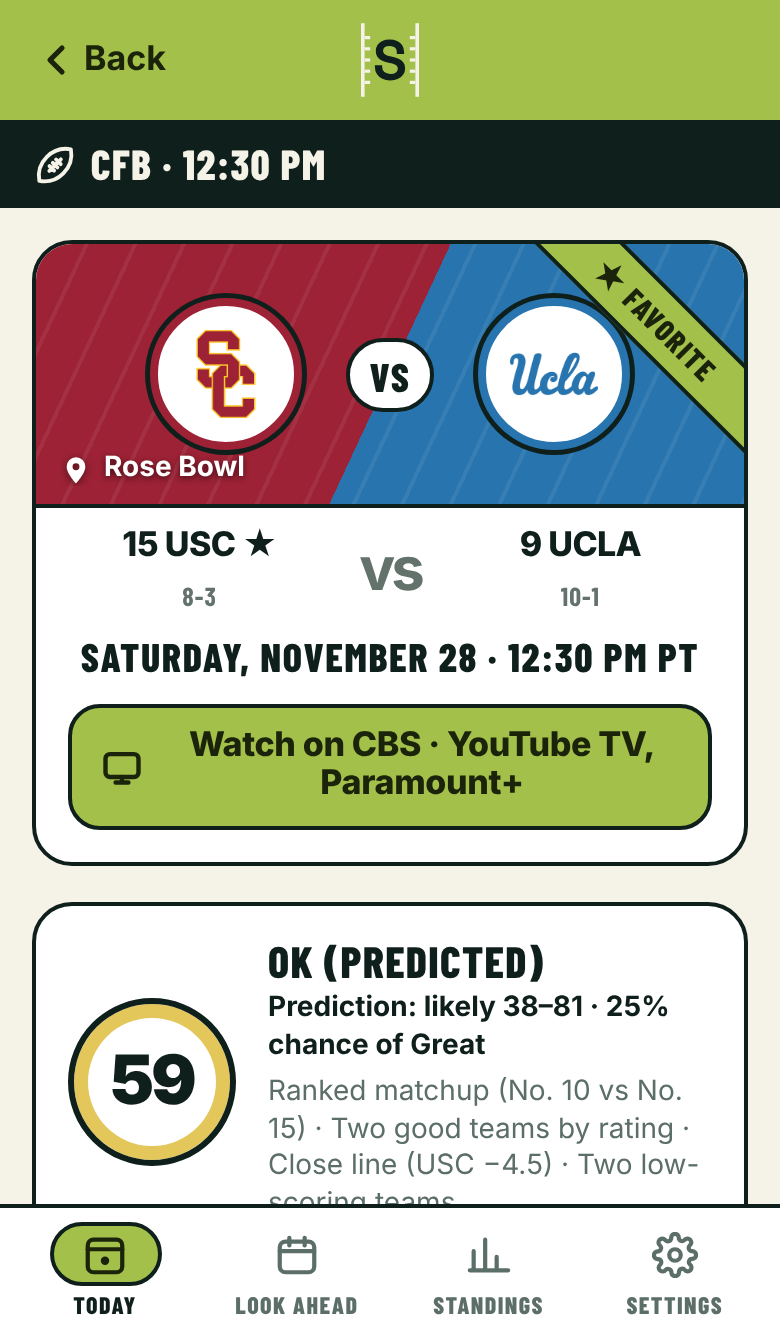 Back
S
CFB · 12:30 PM
★ FAVORITE
SC
VS
Ucla
Rose Bowl
15 USC ★
VS
9 UCLA
8-3
10-1
SATURDAY, NOVEMBER 28 · 12:30 PM PT
Watch on CBS · YouTube TV,
Paramount+
OK (PREDICTED)
Prediction: likely 38–81 · 25%
chance of Great
59
Ranked matchup (No. 10 vs No.
15) · Two good teams by rating ·
Close line (USC −4.5) · Two low-
scoring teams
TODAY
LOOK AHEAD
STANDINGS
SETTINGS